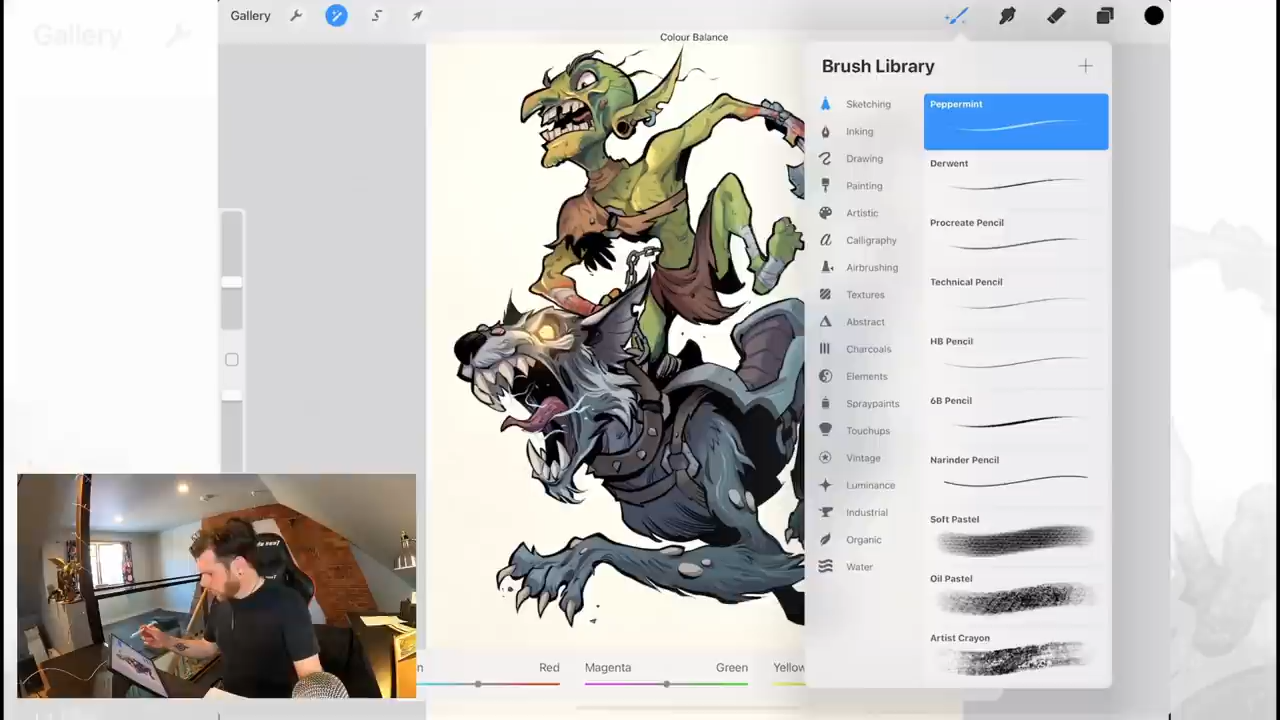 Gallery
Gallery
Colour Balance
Brush Library
Sketching
Inking
Drawing
Painting
Artistic
Calligraphy
Airbrushing
Textures
Abstract
Charcoals
Elements
Spraypaints
Touchups
Vintage
Luminance
Industrial
Organic
Water
Peppermint
Derwent
Procreate Pencil
Technical Pencil
HB Pencil
6B Pencil
Narinder Pencil
Soft Pastel
Oil Pastel
Artist Crayon
Red
Magenta
Green
Yellow